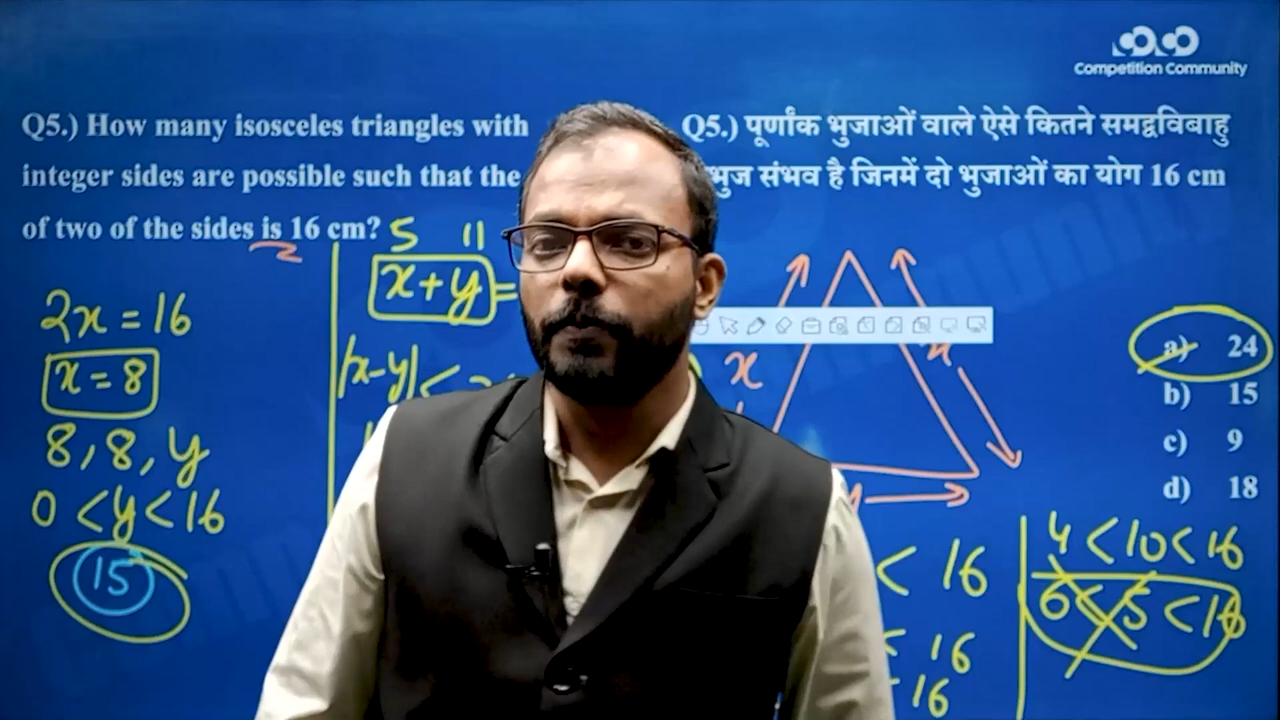 Competition Community
Q5.) How many isosceles triangles with
integer sides are possible such that the
of two of the sides is 16 cm?
Q5.) पूर्णांक भुजाओं वाले ऐसे कितने समद्विबाहु
भुज संभव है जिनमें दो भुजाओं का योग 16 cm
2x = 16
x = 8
8, 8, y
0 < y < 16
15
5 11
x+y =
|x-y| <
x
x
a) 24
b) 15
c) 9
d) 18
< 16
< 16
16
4 < 10 < 16
6 < 5 < 16